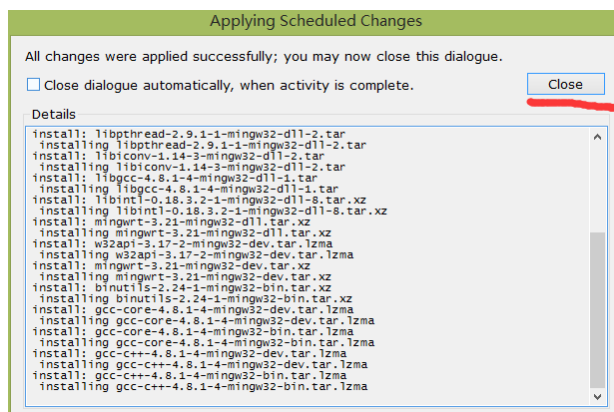 Applying Scheduled Changes
All changes were applied successfully; you may now close this dialogue.
Close dialogue automatically, when activity is complete.
Close
Details
install: libpthread-2.9.1-1-mingw32-dll-2.tar
installing libpthread-2.9.1-1-mingw32-dll-2.tar
install: libiconv-1.14-3-mingw32-dll-2.tar
installing libiconv-1.14-3-mingw32-dll-2.tar
install: libgcc-4.8.1-4-mingw32-dll-1.tar
installing libgcc-4.8.1-4-mingw32-dll-1.tar
install: libintl-0.18.3.2-1-mingw32-dll-8.tar.xz
installing libintl-0.18.3.2-1-mingw32-dll-8.tar.xz
install: mingwrt-3.21-mingw32-dll.tar.xz
installing mingwrt-3.21-mingw32-dll.tar.xz
install: w32api-3.17-2-mingw32-dev.tar.lzma
installing w32api-3.17-2-mingw32-dev.tar.lzma
install: mingwrt-3.21-mingw32-dev.tar.xz
installing mingwrt-3.21-mingw32-dev.tar.xz
install: binutils-2.24-1-mingw32-bin.tar.xz
installing binutils-2.24-1-mingw32-bin.tar.xz
install: gcc-core-4.8.1-4-mingw32-dev.tar.lzma
installing gcc-core-4.8.1-4-mingw32-dev.tar.lzma
install: gcc-core-4.8.1-4-mingw32-bin.tar.lzma
installing gcc-core-4.8.1-4-mingw32-bin.tar.lzma
install: gcc-c++-4.8.1-4-mingw32-dev.tar.lzma
installing gcc-c++-4.8.1-4-mingw32-dev.tar.lzma
install: gcc-c++-4.8.1-4-mingw32-bin.tar.lzma
installing gcc-c++-4.8.1-4-mingw32-bin.tar.lzma